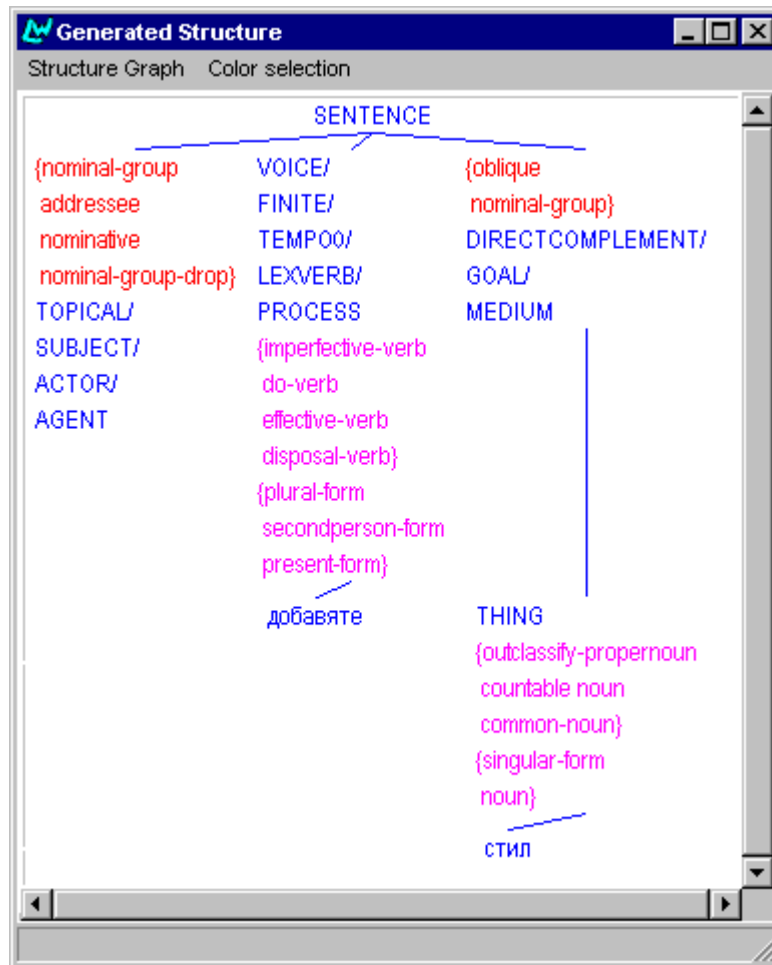 Generated Structure
Structure Graph Color selection
SENTENCE
{nominal-group
addressee
nominative
nominal-group-drop}
TOPICAL/
SUBJECT/
ACTOR/
AGENT
VOICE/
FINITE/
TEMPO0/
LEXVERB/
PROCESS
{imperfective-verb
do-verb
effective-verb
disposal-verb}
{plural-form
secondperson-form
present-form}
добавяте
{oblique
nominal-group}
DIRECTCOMPLEMENT/
GOAL/
MEDIUM
THING
{outclassify-propernoun
countable noun
common-noun}
{singular-form
noun}
стил